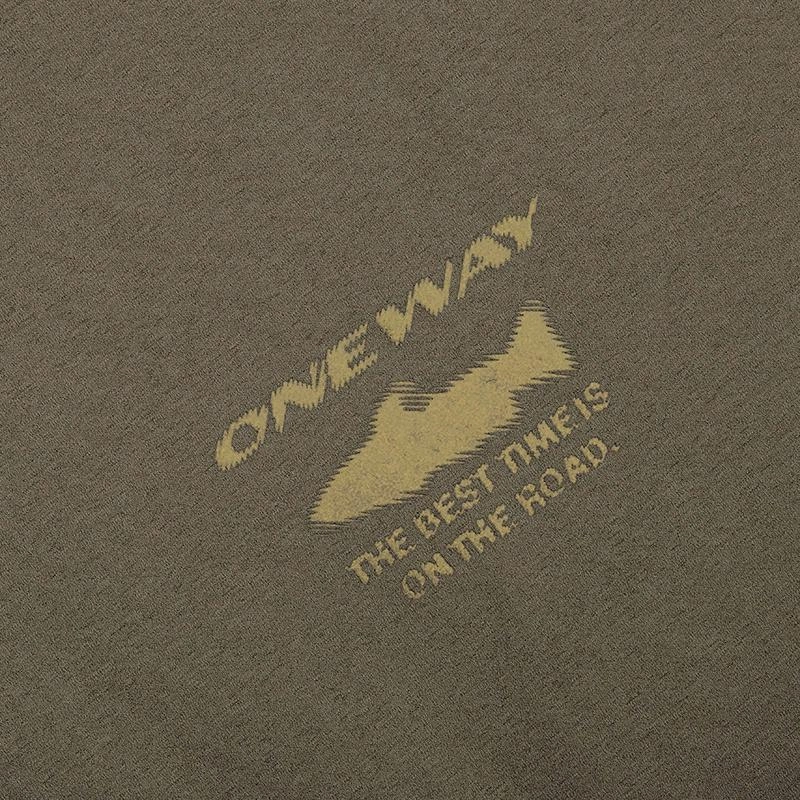 ONE WAY
THE BEST TIME IS
ON THE ROAD.